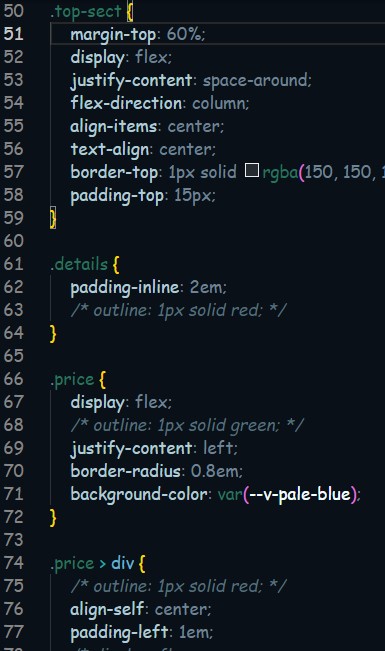 50 .top-sect {
51 margin-top: 60%;
52 display: flex;
53 justify-content: space-around;
54 flex-direction: column;
55 align-items: center;
56 text-align: center;
57 border-top: 1px solid rgba(150, 150, 1
58 padding-top: 15px;
59 }
60
61 .details {
62 padding-inline: 2em;
63 /* outline: 1px solid red; */
64 }
65
66 .price {
67 display: flex;
68 /* outline: 1px solid green; */
69 justify-content: left;
70 border-radius: 0.8em;
71 background-color: var(--v-pale-blue);
72 }
73
74 .price > div {
75 /* outline: 1px solid red; */
76 align-self: center;
77 padding-left: 1em;